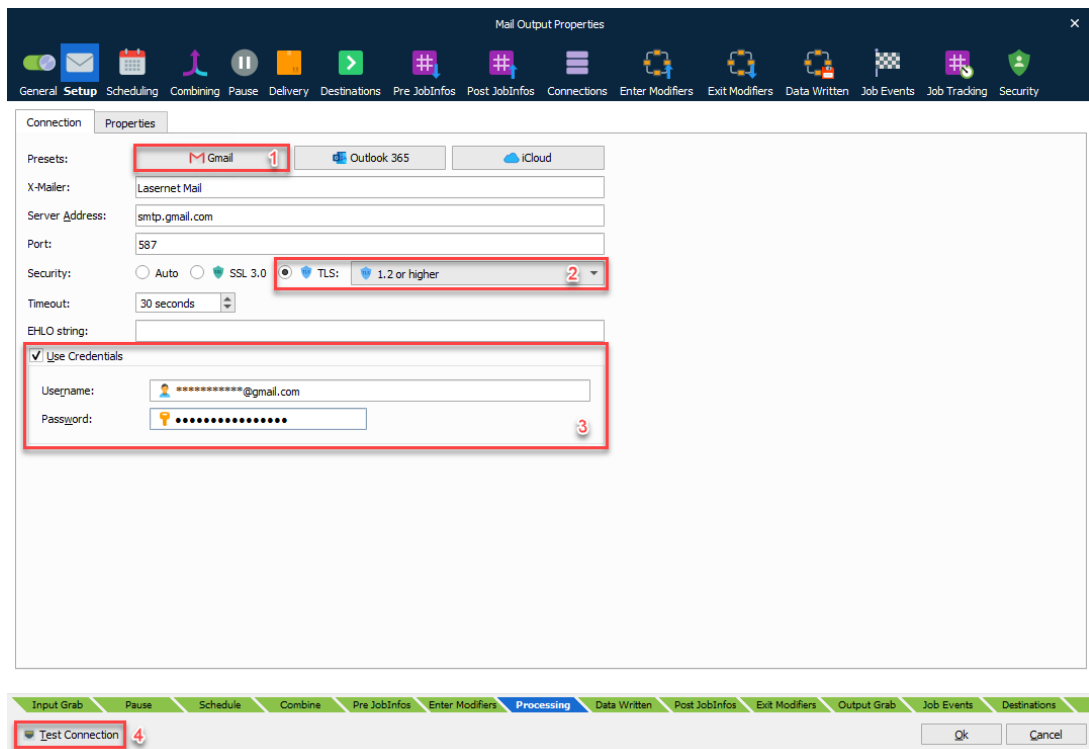 Mail Output Properties
General Setup Scheduling Combining Pause Delivery Destinations Pre JobInfos Post JobInfos Connections Enter Modifiers Exit Modifiers Data Written Job Events Job Tracking Security
Connection Properties
Presets: Gmail 1 Outlook 365 iCloud
X-Mailer: Lasernet Mail
Server Address: smtp.gmail.com
Port: 587
Security: Auto SSL 3.0 TLS: 1.2 or higher 2
Timeout: 30 seconds
EHLO string:
Use Credentials
Username: ***********@gmail.com
Password: ••••••••••••••••
3
Input Grab Pause Schedule Combine Pre JobInfos Enter Modifiers Processing Data Written Post JobInfos Exit Modifiers Output Grab Job Events Destinations
Test Connection 4 Ok Cancel